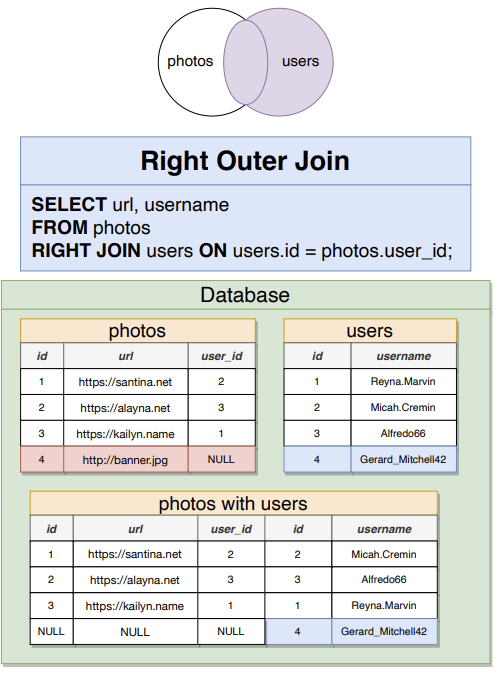 photos users
Right Outer Join
SELECT url, username
FROM photos
RIGHT JOIN users ON users.id = photos.user_id;
Database
photos
id url user_id
1 https://santina.net 2
2 https://alayna.net 3
3 https://kailyn.name 1
4 http://banner.jpg NULL
users
id username
1 Reyna.Marvin
2 Micah.Cremin
3 Alfredo66
4 Gerard_Mitchell42
photos with users
id url user_id id username
1 https://santina.net 2 2 Micah.Cremin
2 https://alayna.net 3 3 Alfredo66
3 https://kailyn.name 1 1 Reyna.Marvin
NULL NULL NULL 4 Gerard_Mitchell42